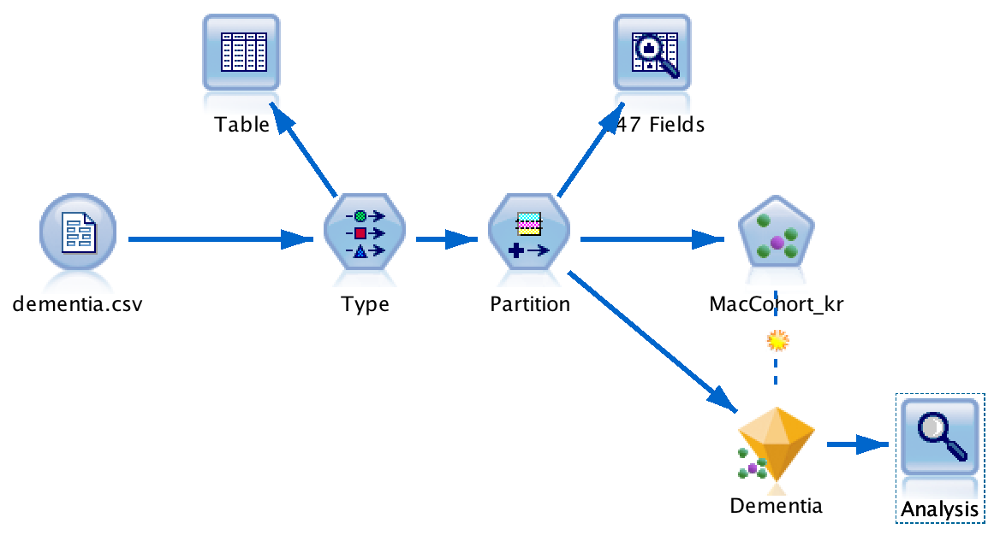 Table
47 Fields
dementia.csv
Type
Partition
MacCohort_kr
Dementia
Analysis